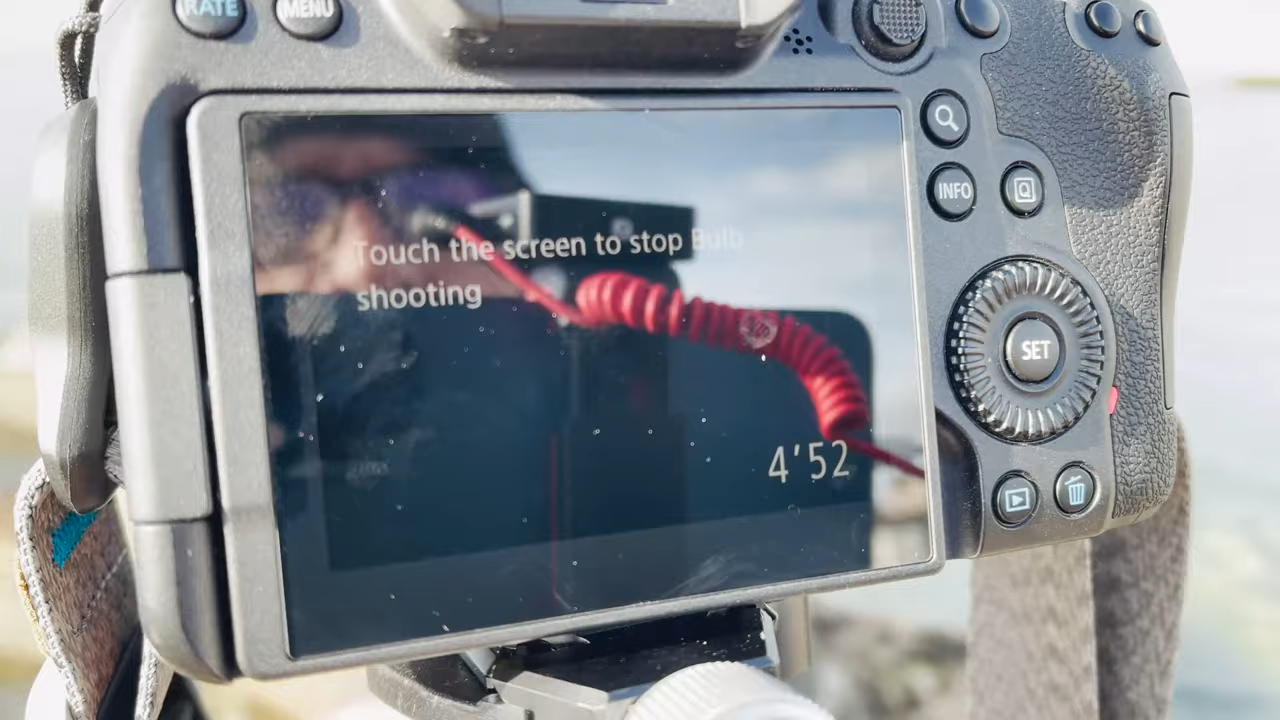 RATE
MENU
INFO
Q
Touch the screen to stop Bulb
shooting
SET
4'52